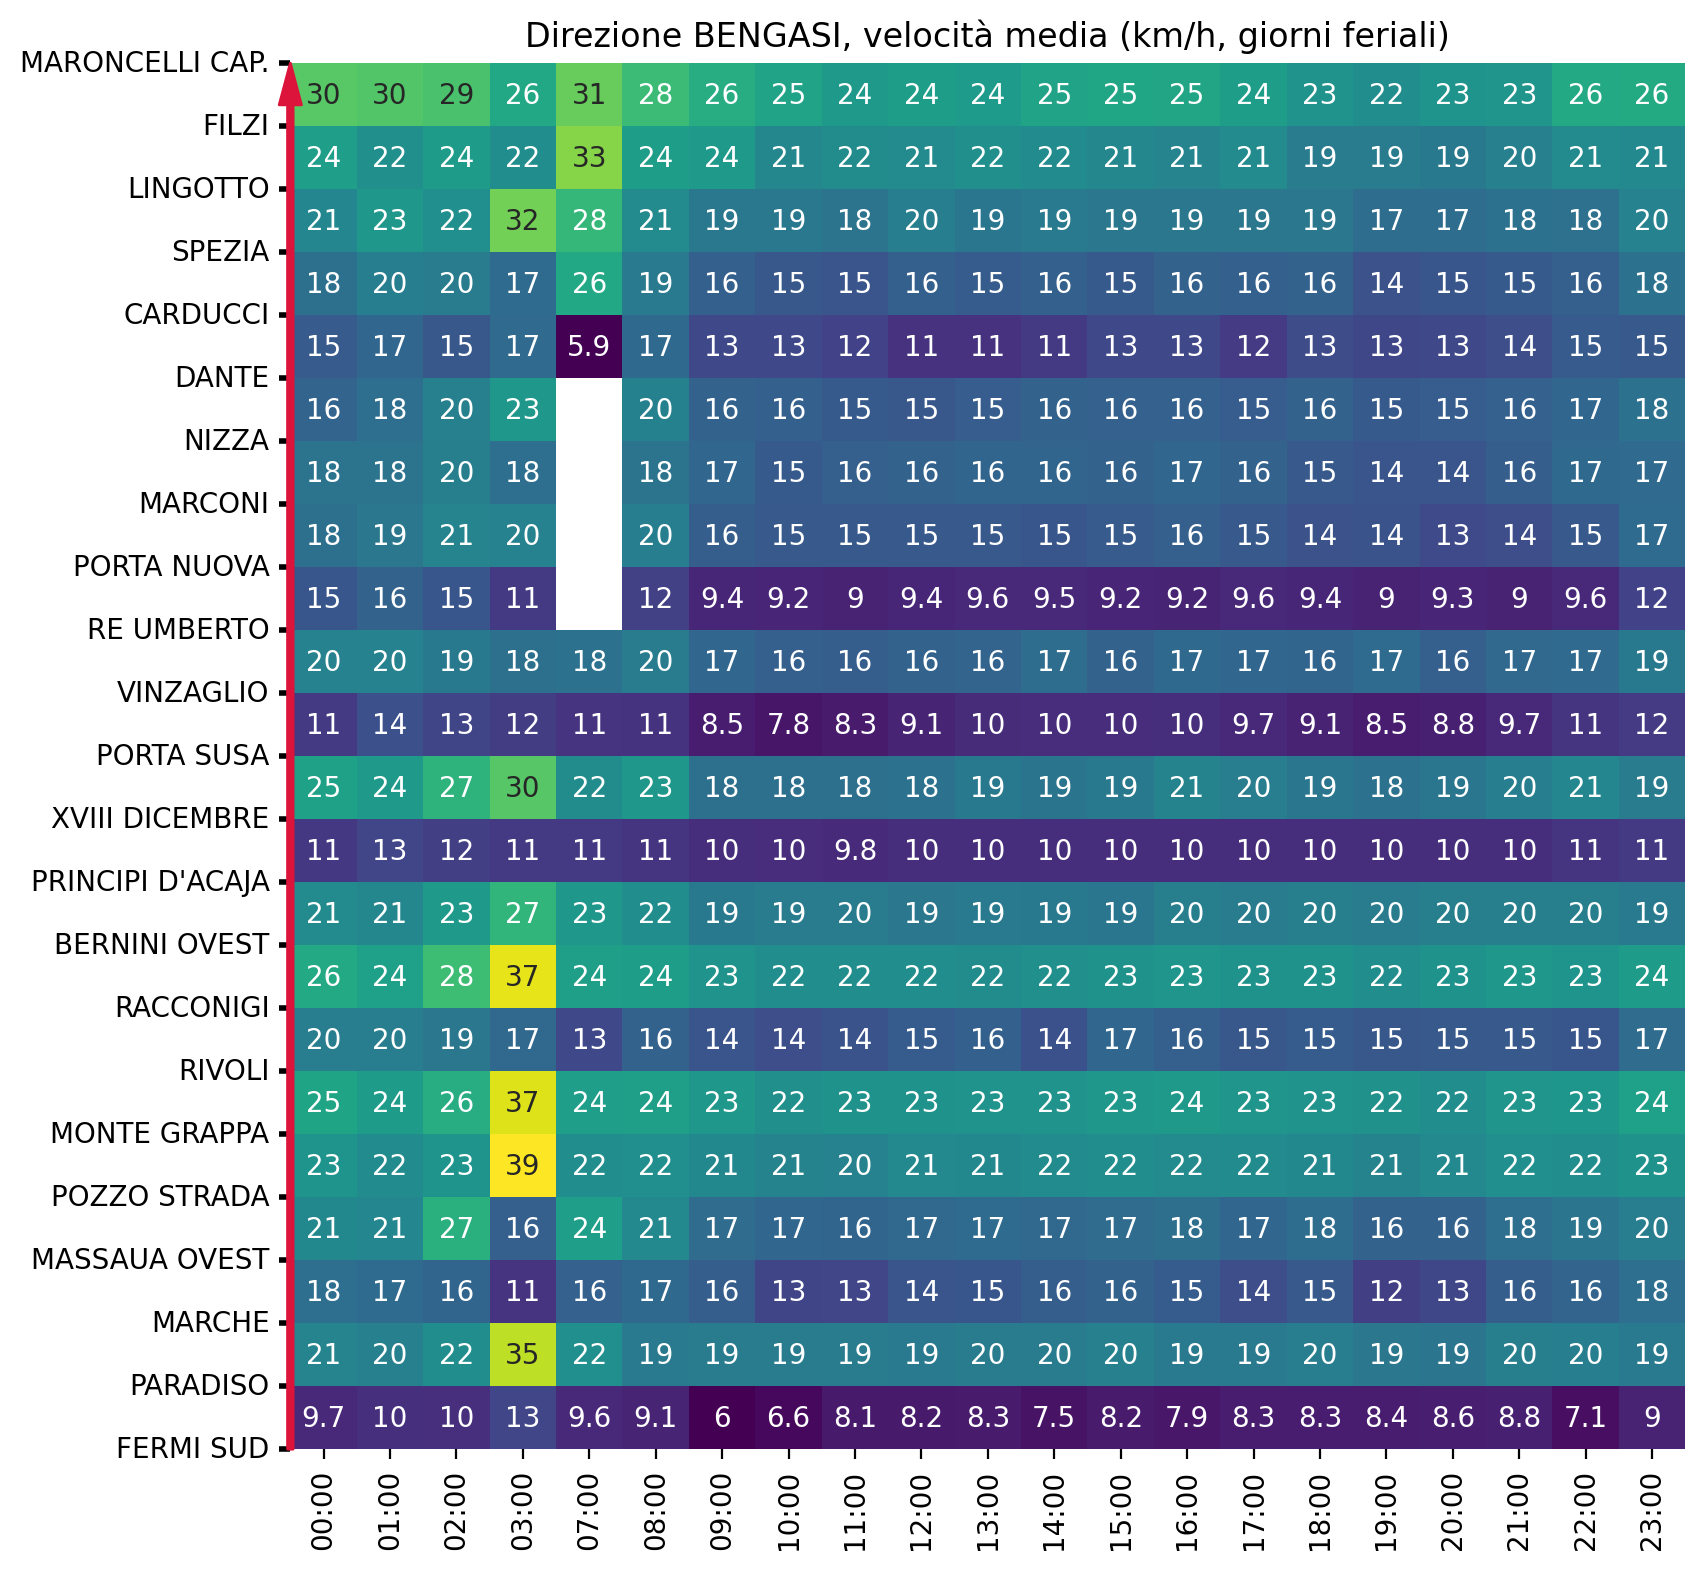 Direzione BENGASI, velocità media (km/h, giorni feriali)
MARONCELLI CAP.
30 30 29 26 31 28 26 25 24 24 24 25 25 25 24 23 22 23 23 26 26
FILZI
24 22 24 22 33 24 24 21 22 21 22 22 21 21 21 19 19 19 20 21 21
LINGOTTO
21 23 22 32 28 21 19 19 18 20 19 19 19 19 19 19 17 17 18 18 20
SPEZIA
18 20 20 17 26 19 16 15 15 16 15 16 15 16 16 16 14 15 15 16 18
CARDUCCI
15 17 15 17 5.9 17 13 13 12 11 11 11 13 13 12 13 13 13 14 15 15
DANTE
16 18 20 23 20 16 16 15 15 15 16 16 16 15 16 15 15 16 17 18
NIZZA
18 18 20 18 18 17 15 16 16 16 16 16 17 16 15 14 14 16 17 17
MARCONI
18 19 21 20 20 16 15 15 15 15 15 15 16 15 14 14 13 14 15 17
PORTA NUOVA
15 16 15 11 12 9.4 9.2 9 9.4 9.6 9.5 9.2 9.2 9.6 9.4 9 9.3 9 9.6 12
RE UMBERTO
20 20 19 18 18 20 17 16 16 16 16 17 16 17 17 16 17 16 17 17 19
VINZAGLIO
11 14 13 12 11 11 8.5 7.8 8.3 9.1 10 10 10 10 9.7 9.1 8.5 8.8 9.7 11 12
PORTA SUSA
25 24 27 30 22 23 18 18 18 18 19 19 19 21 20 19 18 19 20 21 19
XVIII DICEMBRE
11 13 12 11 11 11 10 10 9.8 10 10 10 10 10 10 10 10 10 10 11 11
PRINCIPI D'ACAJA
21 21 23 27 23 22 19 19 20 19 19 19 19 20 20 20 20 20 20 20 19
BERNINI OVEST
26 24 28 37 24 24 23 22 22 22 22 22 23 23 23 23 22 23 23 23 24
RACCONIGI
20 20 19 17 13 16 14 14 14 15 16 14 17 16 15 15 15 15 15 15 17
RIVOLI
25 24 26 37 24 24 23 22 23 23 23 23 23 24 23 23 22 22 23 23 24
MONTE GRAPPA
23 22 23 39 22 22 21 21 20 21 21 22 22 22 22 21 21 21 22 22 23
POZZO STRADA
21 21 27 16 24 21 17 17 16 17 17 17 17 18 17 18 16 16 18 19 20
MASSAUA OVEST
18 17 16 11 16 17 16 13 13 14 15 16 16 15 14 15 12 13 16 16 18
MARCHE
21 20 22 35 22 19 19 19 19 19 20 20 20 19 19 20 19 19 20 20 19
PARADISO
9.7 10 10 13 9.6 9.1 6 6.6 8.1 8.2 8.3 7.5 8.2 7.9 8.3 8.3 8.4 8.6 8.8 7.1 9
FERMI SUD
00:00 01:00 02:00 03:00 07:00 08:00 09:00 10:00 11:00 12:00 13:00 14:00 15:00 16:00 17:00 18:00 19:00 20:00 21:00 22:00 23:00